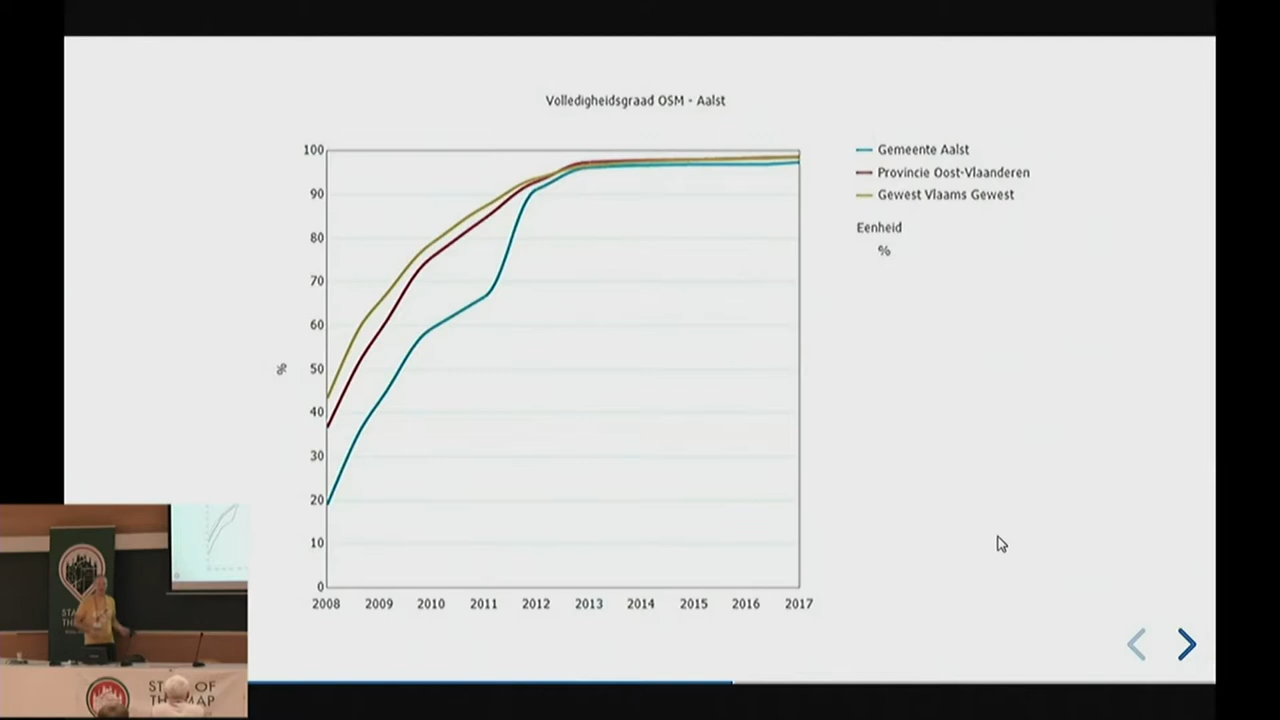 Volledigheidsgraad OSM - Aalst
100
90
80
70
60
50
40
30
20
10
0
%
2008 2009 2010 2011 2012 2013 2014 2015 2016 2017
Gemeente Aalst
Provincie Oost-Vlaanderen
Gewest Vlaams Gewest
Eenheid
%
STATE OF
THE MAP